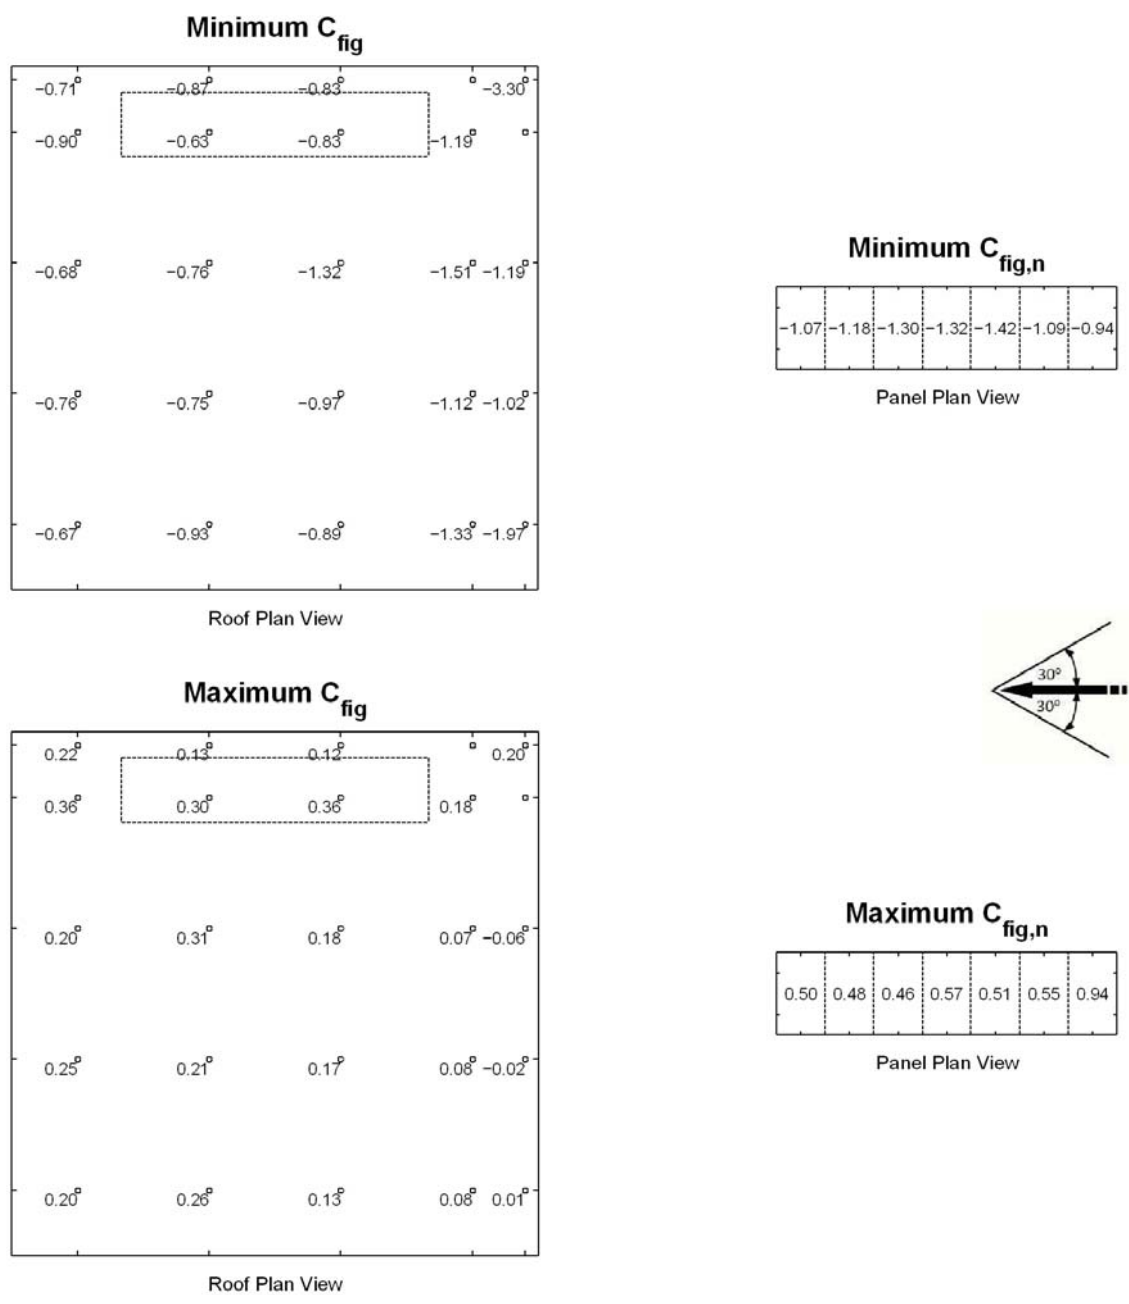 Minimum C_fig
−0.71 −0.87 −0.83 −3.30
−0.90 −0.63 −0.83 −1.19
−0.68 −0.76 −1.32 −1.51 −1.19
−0.76 −0.75 −0.97 −1.12 −1.02
−0.67 −0.93 −0.89 −1.33 −1.97
Roof Plan View
Minimum C_fig,n
−1.07 −1.18 −1.30 −1.32 −1.42 −1.09 −0.94
Panel Plan View
30º
30º
Maximum C_fig
0.22 0.13 0.12 0.20
0.36 0.30 0.36 0.18
0.20 0.31 0.18 0.07 −0.06
0.25 0.21 0.17 0.08 −0.02
0.20 0.26 0.13 0.08 0.01
Roof Plan View
Maximum C_fig,n
0.50 0.48 0.46 0.57 0.51 0.55 0.94
Panel Plan View